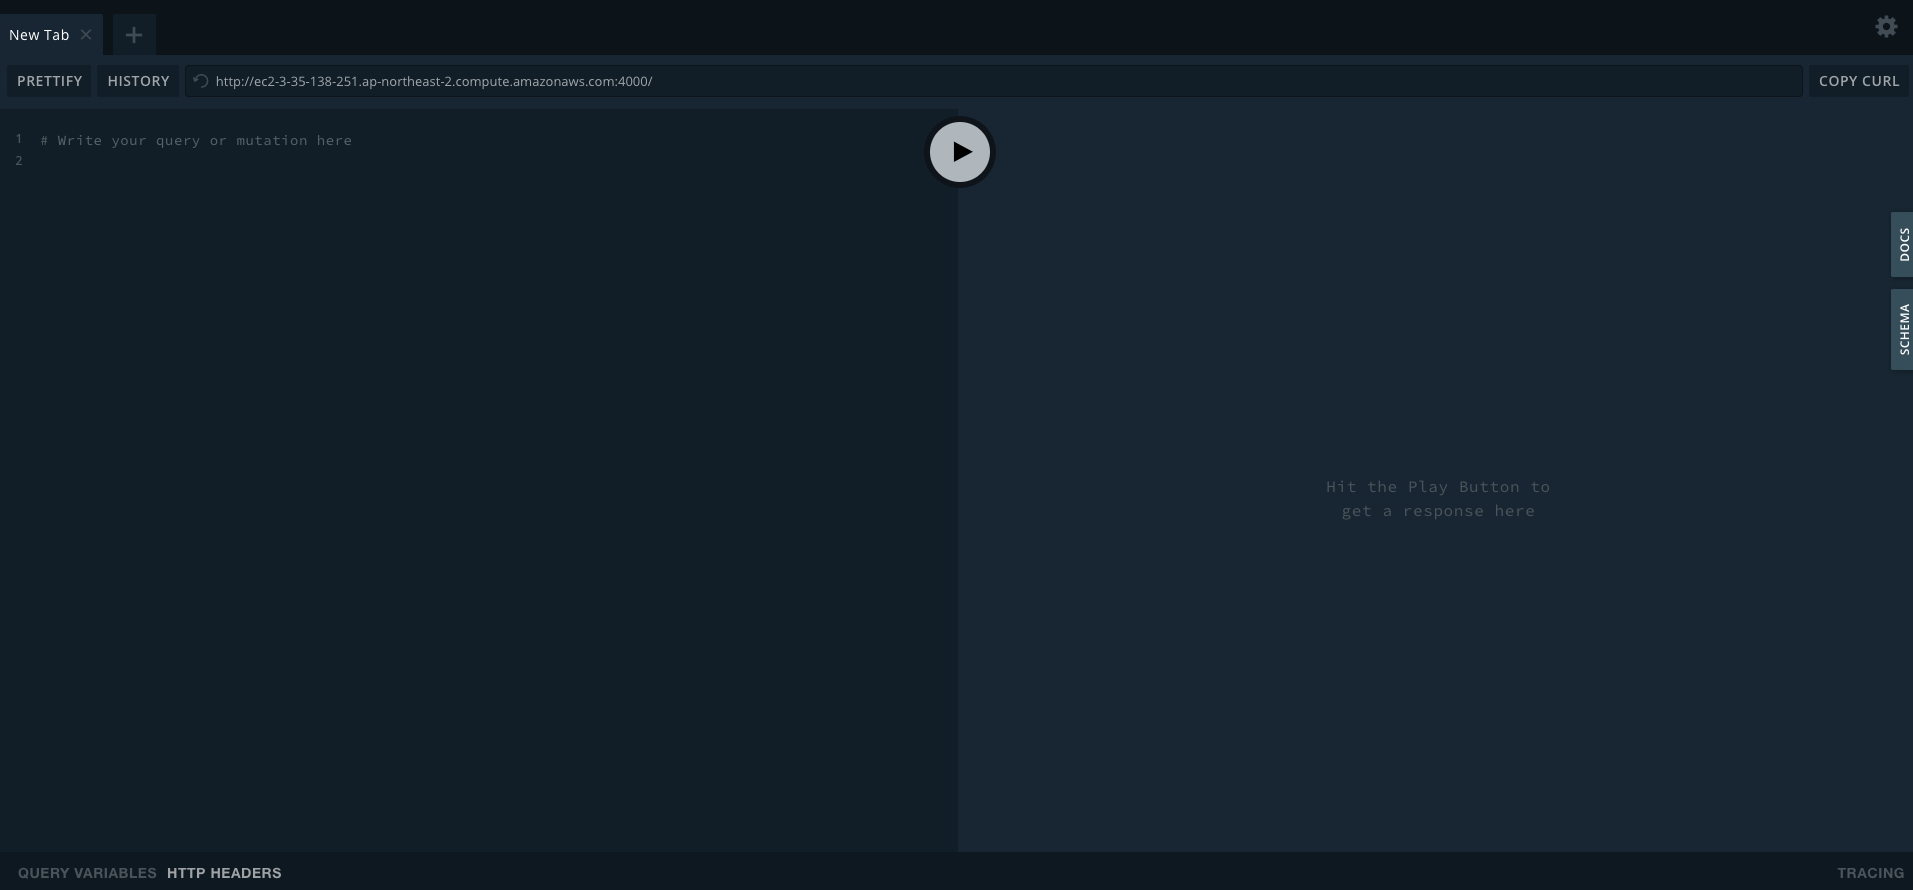 New Tab
PRETTIFY
HISTORY
http://ec2-3-35-138-251.ap-northeast-2.compute.amazonaws.com:4000/
COPY CURL
1 # Write your query or mutation here
2
DOCS
SCHEMA
Hit the Play Button to
get a response here
QUERY VARIABLES
HTTP HEADERS
TRACING